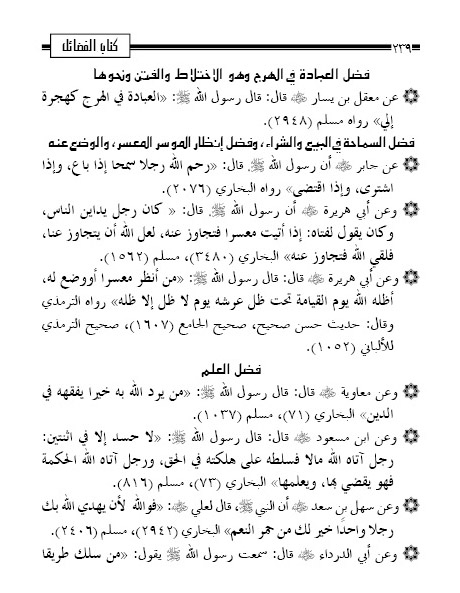 كتاب الفضائل
٢٣٩
فضل العبادة في الهرج وهو الاختلاط والفتن ونحوها
عن معقل بن يسار ﷺ قال: قال رسول الله ﷺ: «العبادة في الهرج كهجرة
إلي» رواه مسلم (٢٩٤٨).
فضل السماحة في البيع والشراء، وفضل إنظار الموسر المعسر، والوضع عنه
عن جابر ﷺ أن رسول الله ﷺ قال: «رحم الله رجلا سمحا إذا باع، وإذا
اشترى، وإذا اقتضى» رواه البخاري (٢٠٧٦).
وعن أبي هريرة ﷺ أن رسول الله ﷺ قال: « كان رجل يداين الناس،
وكان يقول لفتاه: إذا أتيت معسرا فتجاوز عنه، لعل الله أن يتجاوز عنا،
فلقي الله فتجاوز عنه» البخاري (٣٤٨٠)، مسلم (١٥٦٢).
وعن أبي هريرة ﷺ قال: قال رسول الله ﷺ: «من أنظر معسرا أووضع له،
أظله الله يوم القيامة تحت ظل عرشه يوم لا ظل إلا ظله» رواه الترمذي
وقال: حديث حسن صحيح، صحيح الجامع (١٦٠٧)، صحيح الترمذي
للألباني (١٠٥٢).
فضل العلم
وعن معاوية ﷺ قال: قال رسول الله ﷺ: «من يرد الله به خيرا يفقهه في
الدين» البخاري (٧١)، مسلم (١٠٣٧).
وعن ابن مسعود ﷺ قال: قال رسول الله ﷺ: «لا حسد إلا في اثنتين:
رجل آتاه الله مالا فسلطه على هلكته في الحق، ورجل آتاه الله الحكمة
فهو يقضي بها، ويعلمها» البخاري (٧٣)، مسلم (٨١٦).
وعن سهل بن سعد ﷺ أن النبي ﷺ، قال لعلي ﷺ: «فوالله لأن يهدي الله بك
رجلا واحدا خير لك من حمر النعم» البخاري (٢٩٤٢)، مسلم (٢٤٠٦).
وعن أبي الدرداء ﷺ قال: سمعت رسول الله ﷺ يقول: «من سلك طريقا